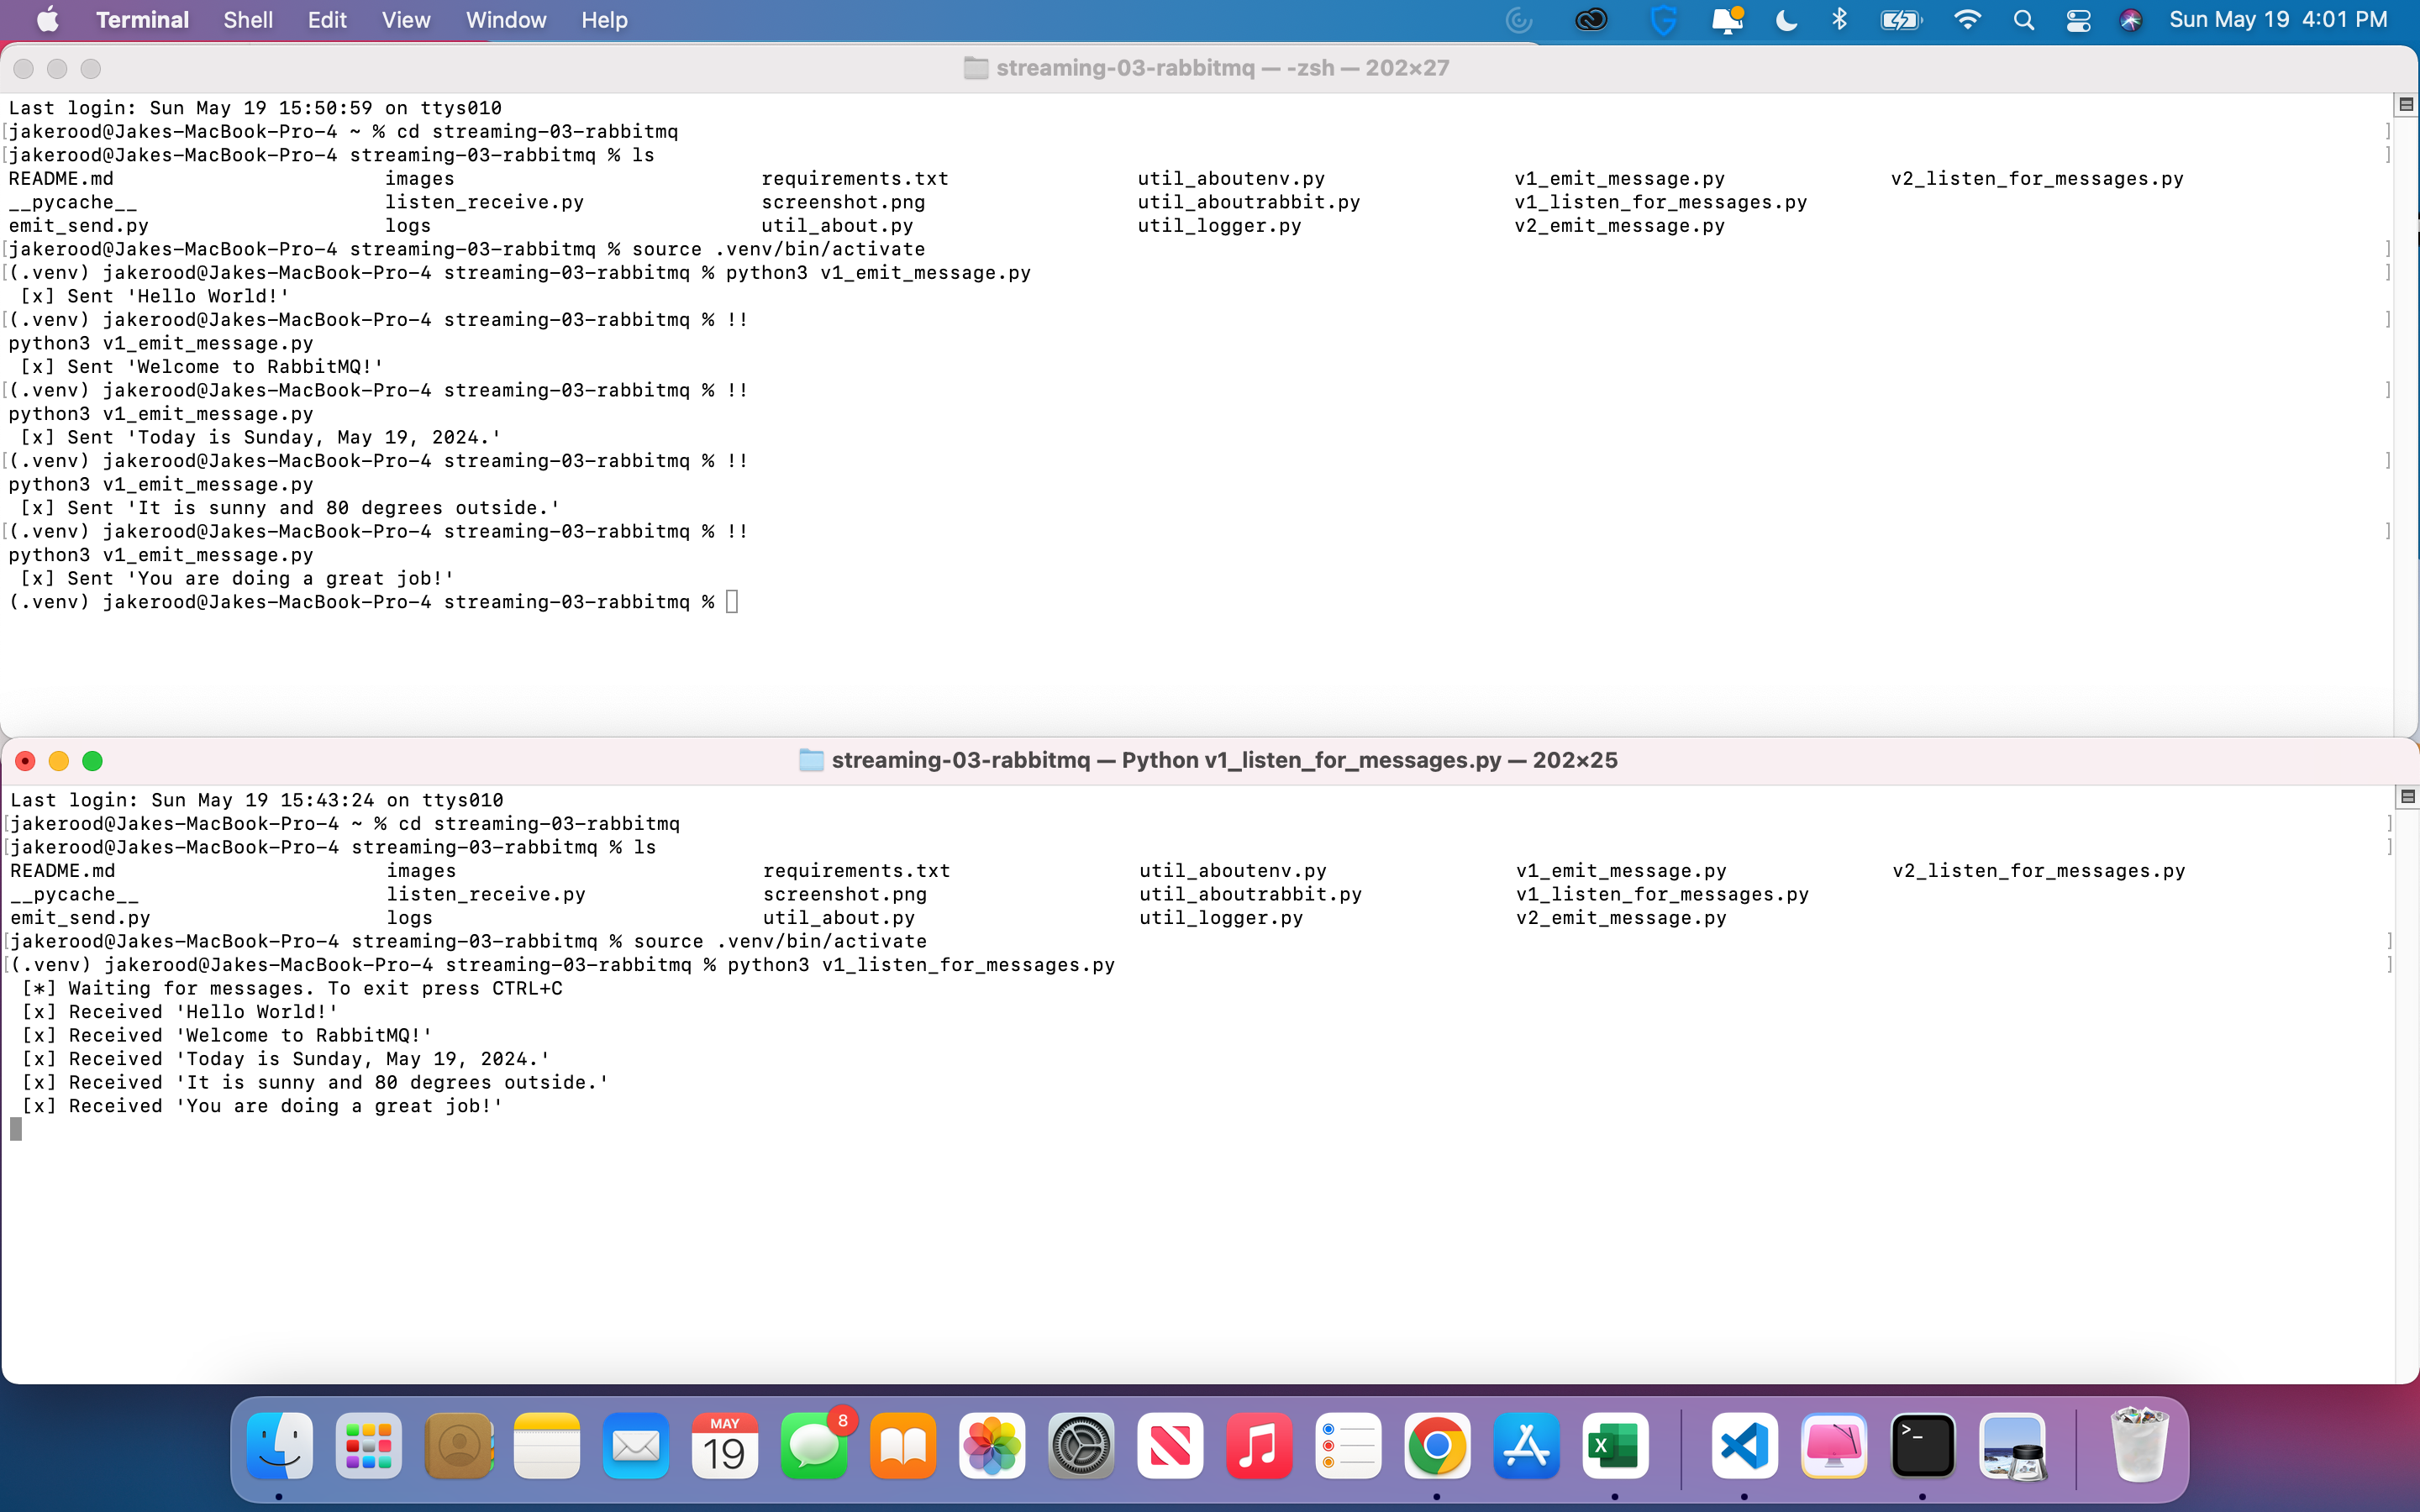 Terminal Shell Edit View Window Help Sun May 19 4:01 PM
streaming-03-rabbitmq — -zsh — 202×27
Last login: Sun May 19 15:50:59 on ttys010
[jakerood@Jakes-MacBook-Pro-4 ~ % cd streaming-03-rabbitmq ]
[jakerood@Jakes-MacBook-Pro-4 streaming-03-rabbitmq % ls ]
README.md images requirements.txt util_aboutenv.py v1_emit_message.py v2_listen_for_messages.py
__pycache__ listen_receive.py screenshot.png util_aboutrabbit.py v1_listen_for_messages.py
emit_send.py logs util_about.py util_logger.py v2_emit_message.py
[jakerood@Jakes-MacBook-Pro-4 streaming-03-rabbitmq % source .venv/bin/activate ]
[(.venv) jakerood@Jakes-MacBook-Pro-4 streaming-03-rabbitmq % python3 v1_emit_message.py ]
[x] Sent 'Hello World!'
[(.venv) jakerood@Jakes-MacBook-Pro-4 streaming-03-rabbitmq % !! ]
python3 v1_emit_message.py
[x] Sent 'Welcome to RabbitMQ!'
[(.venv) jakerood@Jakes-MacBook-Pro-4 streaming-03-rabbitmq % !! ]
python3 v1_emit_message.py
[x] Sent 'Today is Sunday, May 19, 2024.'
[(.venv) jakerood@Jakes-MacBook-Pro-4 streaming-03-rabbitmq % !! ]
python3 v1_emit_message.py
[x] Sent 'It is sunny and 80 degrees outside.'
[(.venv) jakerood@Jakes-MacBook-Pro-4 streaming-03-rabbitmq % !! ]
python3 v1_emit_message.py
[x] Sent 'You are doing a great job!'
(.venv) jakerood@Jakes-MacBook-Pro-4 streaming-03-rabbitmq %
streaming-03-rabbitmq — Python v1_listen_for_messages.py — 202×25
Last login: Sun May 19 15:43:24 on ttys010
[jakerood@Jakes-MacBook-Pro-4 ~ % cd streaming-03-rabbitmq ]
[jakerood@Jakes-MacBook-Pro-4 streaming-03-rabbitmq % ls ]
README.md images requirements.txt util_aboutenv.py v1_emit_message.py v2_listen_for_messages.py
__pycache__ listen_receive.py screenshot.png util_aboutrabbit.py v1_listen_for_messages.py
emit_send.py logs util_about.py util_logger.py v2_emit_message.py
[jakerood@Jakes-MacBook-Pro-4 streaming-03-rabbitmq % source .venv/bin/activate ]
[(.venv) jakerood@Jakes-MacBook-Pro-4 streaming-03-rabbitmq % python3 v1_listen_for_messages.py ]
[*] Waiting for messages. To exit press CTRL+C
[x] Received 'Hello World!'
[x] Received 'Welcome to RabbitMQ!'
[x] Received 'Today is Sunday, May 19, 2024.'
[x] Received 'It is sunny and 80 degrees outside.'
[x] Received 'You are doing a great job!'
MAY
19
8
X
>_